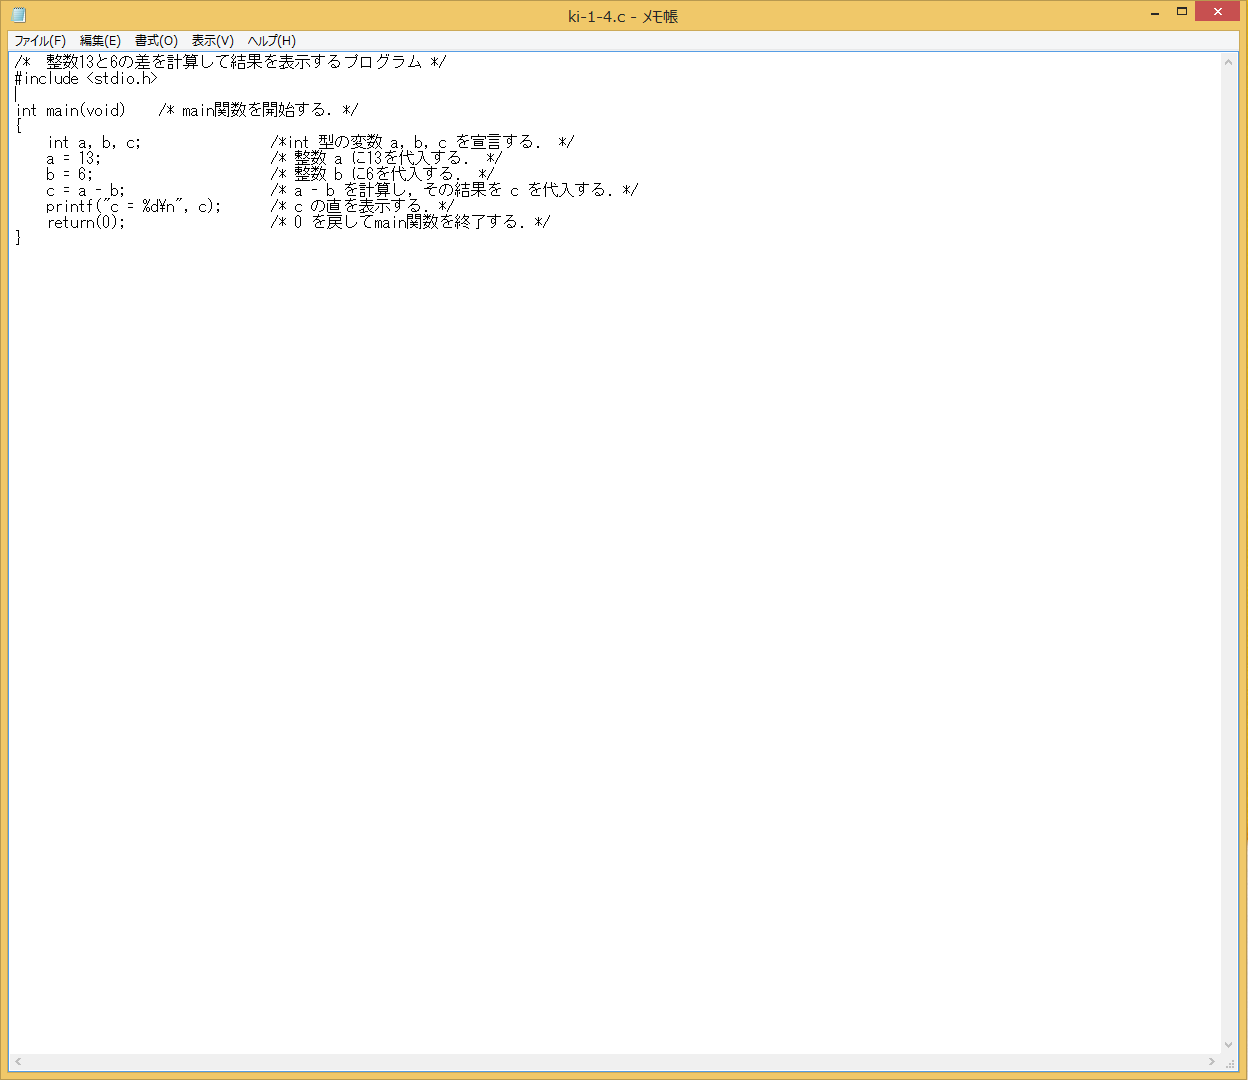 ki-1-4.c - メモ帳
ファイル(F) 編集(E) 書式(O) 表示(V) ヘルプ(H)
/*　整数13と6の差を計算して結果を表示するプログラム */
#include <stdio.h>
int main(void)    /* main関数を開始する. */
{
    int a, b, c;                /*int 型の変数 a, b, c を宣言する.  */
    a = 13;                     /* 整数 a に13を代入する.  */
    b = 6;                      /* 整数 b に6を代入する.  */
    c = a - b;                  /* a - b を計算し, その結果を c を代入する. */
    printf("c = %d¥n", c);      /* c の直を表示する. */
    return(0);                  /* 0 を戻してmain関数を終了する. */
}